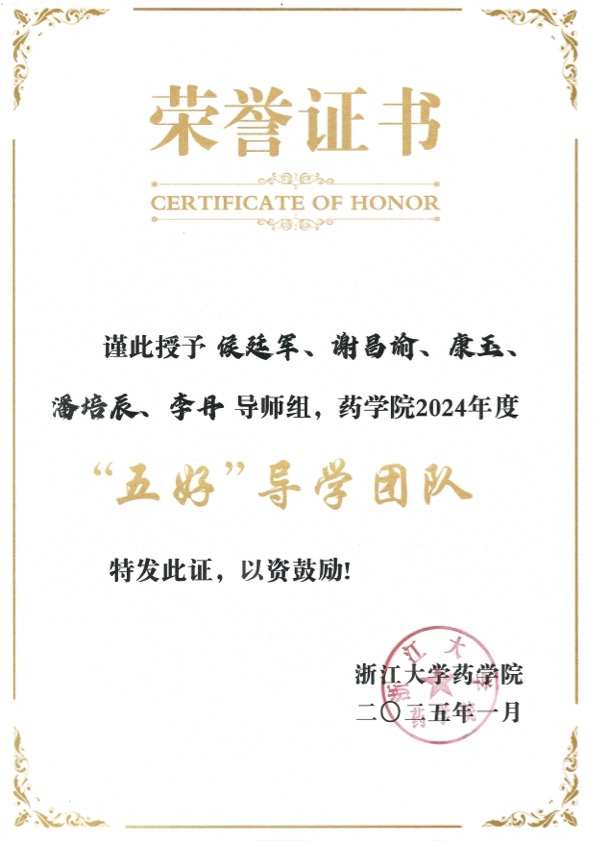 荣誉证书
CERTIFICATE OF HONOR
谨此授予 侯廷军、谢昌谕、康玉、
潘培辰、李丹 导师组，药学院2024年度
“五好”导学团队
特发此证，以资鼓励!
浙江大学药学院
二〇二五年一月
浙江大学
药学院